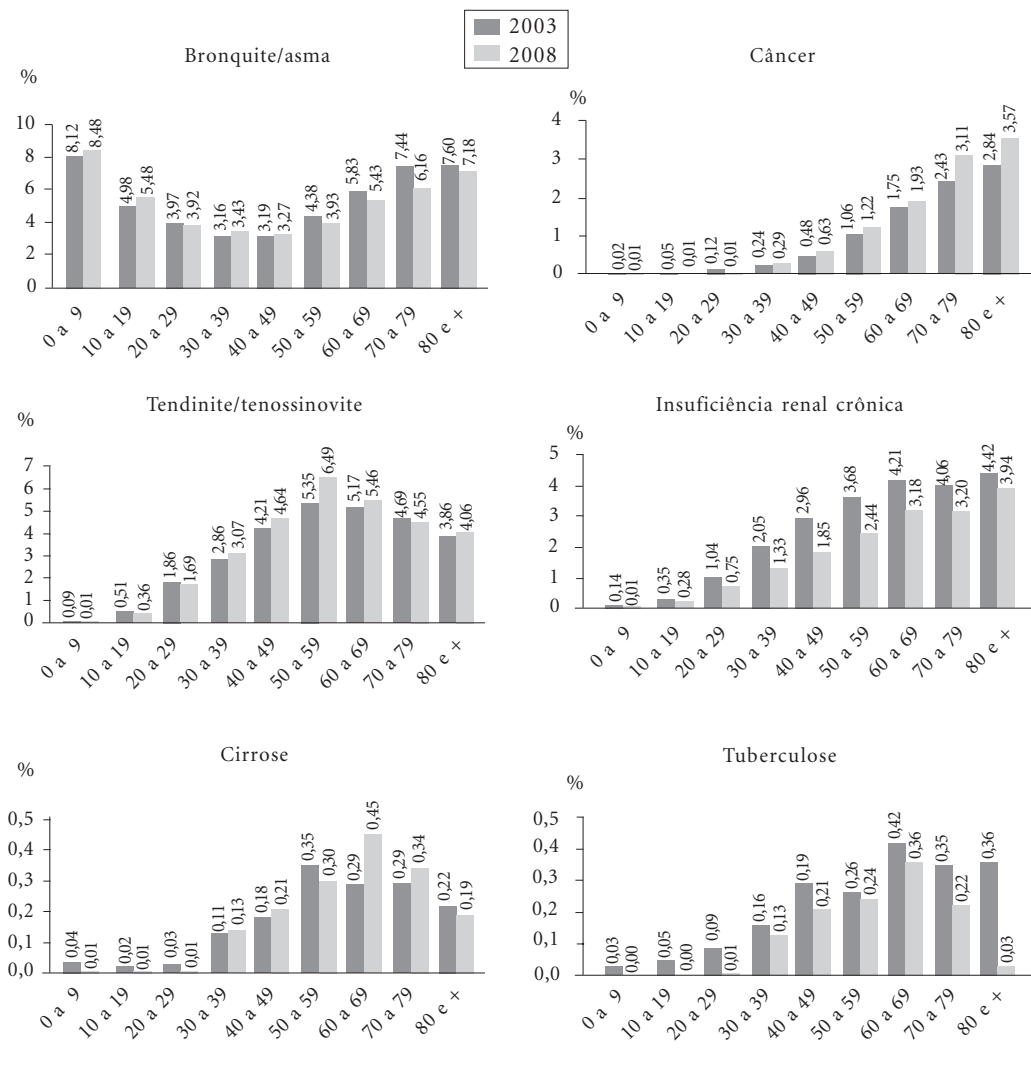 2003
2008
Bronquite/asma
%
10
8
6
4
2
0
8,12 8,48 4,98 5,48 3,97 3,92 3,16 3,43 3,19 3,27 4,38 3,93 5,83 5,43 7,44 6,16 7,60 7,18
0 a 9 10 a 19 20 a 29 30 a 39 40 a 49 50 a 59 60 a 69 70 a 79 80 e +
Câncer
%
4
3
2
1
0
0,02 0,01 0,05 0,01 0,12 0,01 0,24 0,29 0,48 0,63 1,06 1,22 1,75 1,93 2,43 3,11 2,84 3,57
0 a 9 10 a 19 20 a 29 30 a 39 40 a 49 50 a 59 60 a 69 70 a 79 80 e +
Tendinite/tenossinovite
%
7
6
5
4
3
2
1
0
0,09 0,01 0,51 0,36 1,86 1,69 2,86 3,07 4,21 4,64 5,35 6,49 5,17 5,46 4,69 4,55 3,86 4,06
0 a 9 10 a 19 20 a 29 30 a 39 40 a 49 50 a 59 60 a 69 70 a 79 80 e +
Insuficiência renal crônica
%
5
4
3
2
1
0
0,14 0,01 0,35 0,28 1,04 0,75 2,05 1,33 2,96 1,85 3,68 2,44 4,21 3,18 4,06 3,20 4,42 3,94
0 a 9 10 a 19 20 a 29 30 a 39 40 a 49 50 a 59 60 a 69 70 a 79 80 e +
Cirrose
%
0,5
0,4
0,3
0,2
0,1
0,0
0,04 0,01 0,02 0,01 0,03 0,01 0,11 0,13 0,18 0,21 0,35 0,30 0,29 0,45 0,29 0,34 0,22 0,19
0 a 9 10 a 19 20 a 29 30 a 39 40 a 49 50 a 59 60 a 69 70 a 79 80 e +
Tuberculose
%
0,5
0,4
0,3
0,2
0,1
0,0
0,03 0,00 0,05 0,00 0,09 0,01 0,16 0,13 0,19 0,21 0,26 0,24 0,42 0,36 0,35 0,22 0,36 0,03
0 a 9 10 a 19 20 a 29 30 a 39 40 a 49 50 a 59 60 a 69 70 a 79 80 e +